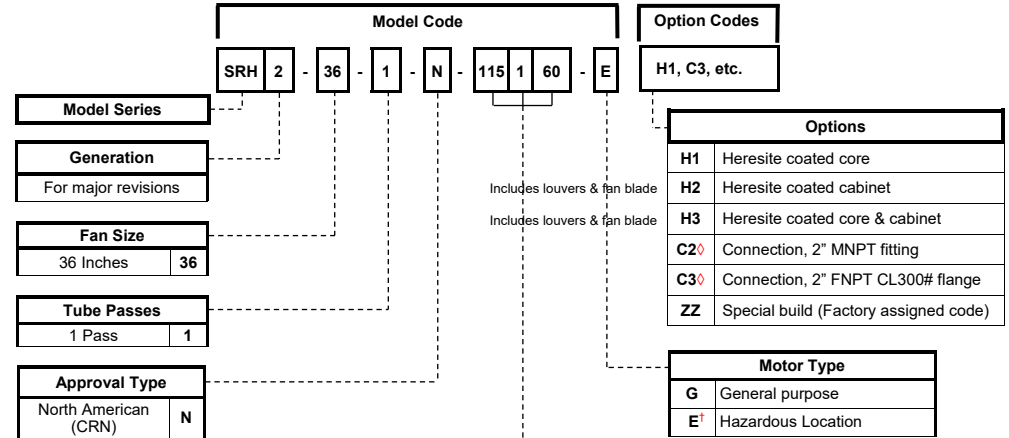 Model Code
Option Codes
SRH 2 - 36 - 1 - N - 115 1 60 - E
H1, C3, etc.
Model Series
Generation
For major revisions
Fan Size
36 Inches 36
Tube Passes
1 Pass 1
Approval Type
North American
(CRN) N
Options
H1 Heresite coated core
Includes louvers & fan blade H2 Heresite coated cabinet
Includes louvers & fan blade H3 Heresite coated core & cabinet
C2◊ Connection, 2” MNPT fitting
C3◊ Connection, 2” FNPT CL300# flange
ZZ Special build (Factory assigned code)
Motor Type
G General purpose
E† Hazardous Location